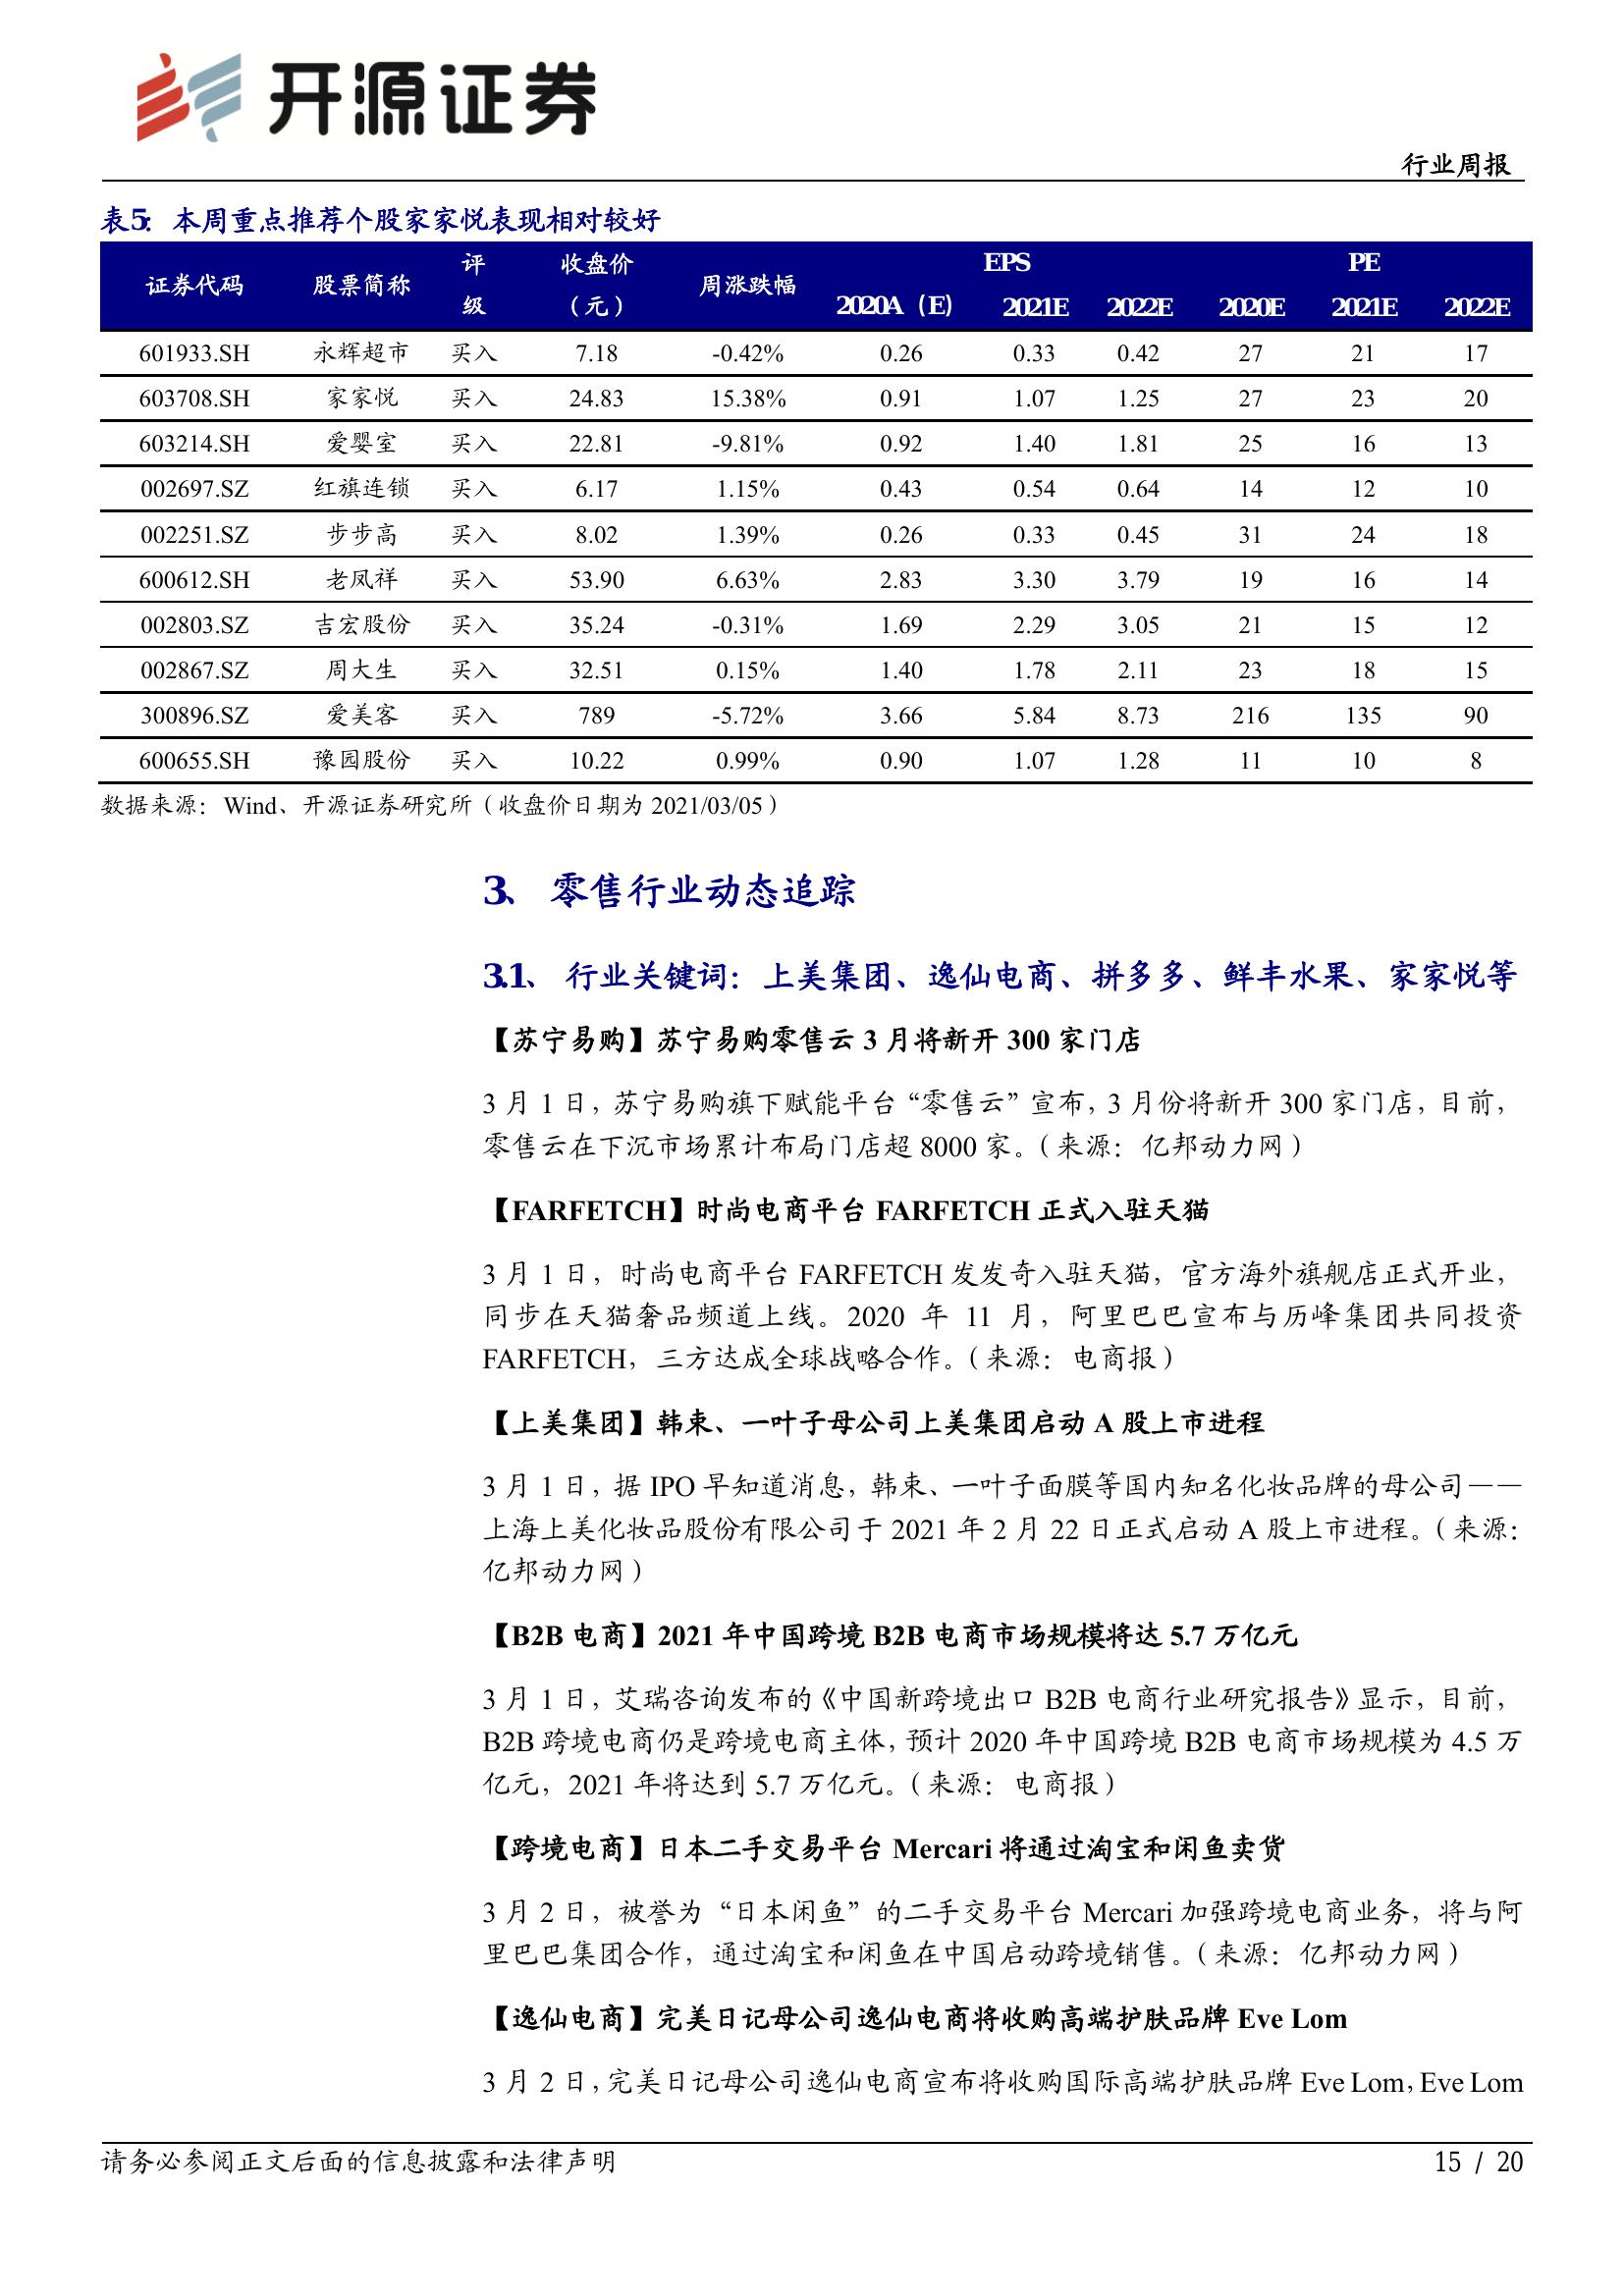 开源证券
行业周报
表5：本周重点推荐个股家家悦表现相对较好
证券代码 股票简称 评级 收盘价（元） 周涨跌幅 EPS PE
2020A（E） 2021E 2022E 2020E 2021E 2022E
601933.SH 永辉超市 买入 7.18 -0.42% 0.26 0.33 0.42 27 21 17
603708.SH 家家悦 买入 24.83 15.38% 0.91 1.07 1.25 27 23 20
603214.SH 爱婴室 买入 22.81 -9.81% 0.92 1.40 1.81 25 16 13
002697.SZ 红旗连锁 买入 6.17 1.15% 0.43 0.54 0.64 14 12 10
002251.SZ 步步高 买入 8.02 1.39% 0.26 0.33 0.45 31 24 18
600612.SH 老凤祥 买入 53.90 6.63% 2.83 3.30 3.79 19 16 14
002803.SZ 吉宏股份 买入 35.24 -0.31% 1.69 2.29 3.05 21 15 12
002867.SZ 周大生 买入 32.51 0.15% 1.40 1.78 2.11 23 18 15
300896.SZ 爱美客 买入 789 -5.72% 3.66 5.84 8.73 216 135 90
600655.SH 豫园股份 买入 10.22 0.99% 0.90 1.07 1.28 11 10 8
数据来源：Wind、开源证券研究所（收盘价日期为 2021/03/05）
3、 零售行业动态追踪
3.1、 行业关键词：上美集团、逸仙电商、拼多多、鲜丰水果、家家悦等
【苏宁易购】苏宁易购零售云 3 月将新开 300 家门店
3 月 1 日，苏宁易购旗下赋能平台“零售云”宣布，3 月份将新开 300 家门店，目前，
零售云在下沉市场累计布局门店超 8000 家。（来源：亿邦动力网）
【FARFETCH】时尚电商平台 FARFETCH 正式入驻天猫
3 月 1 日，时尚电商平台 FARFETCH 发发奇入驻天猫，官方海外旗舰店正式开业，
同步在天猫奢品频道上线。2020 年 11 月，阿里巴巴宣布与历峰集团共同投资
FARFETCH，三方达成全球战略合作。（来源：电商报）
【上美集团】韩束、一叶子母公司上美集团启动 A 股上市进程
3 月 1 日，据 IPO 早知道消息，韩束、一叶子面膜等国内知名化妆品牌的母公司——
上海上美化妆品股份有限公司于 2021 年 2 月 22 日正式启动 A 股上市进程。（来源：
亿邦动力网）
【B2B 电商】2021 年中国跨境 B2B 电商市场规模将达 5.7 万亿元
3 月 1 日，艾瑞咨询发布的《中国新跨境出口 B2B 电商行业研究报告》显示，目前，
B2B 跨境电商仍是跨境电商主体，预计 2020 年中国跨境 B2B 电商市场规模为 4.5 万
亿元，2021 年将达到 5.7 万亿元。（来源：电商报）
【跨境电商】日本二手交易平台 Mercari 将通过淘宝和闲鱼卖货
3 月 2 日，被誉为“日本闲鱼”的二手交易平台 Mercari 加强跨境电商业务，将与阿
里巴巴集团合作，通过淘宝和闲鱼在中国启动跨境销售。（来源：亿邦动力网）
【逸仙电商】完美日记母公司逸仙电商将收购高端护肤品牌 Eve Lom
3 月 2 日，完美日记母公司逸仙电商宣布将收购国际高端护肤品牌 Eve Lom，Eve Lom
请务必参阅正文后面的信息披露和法律声明
15 / 20